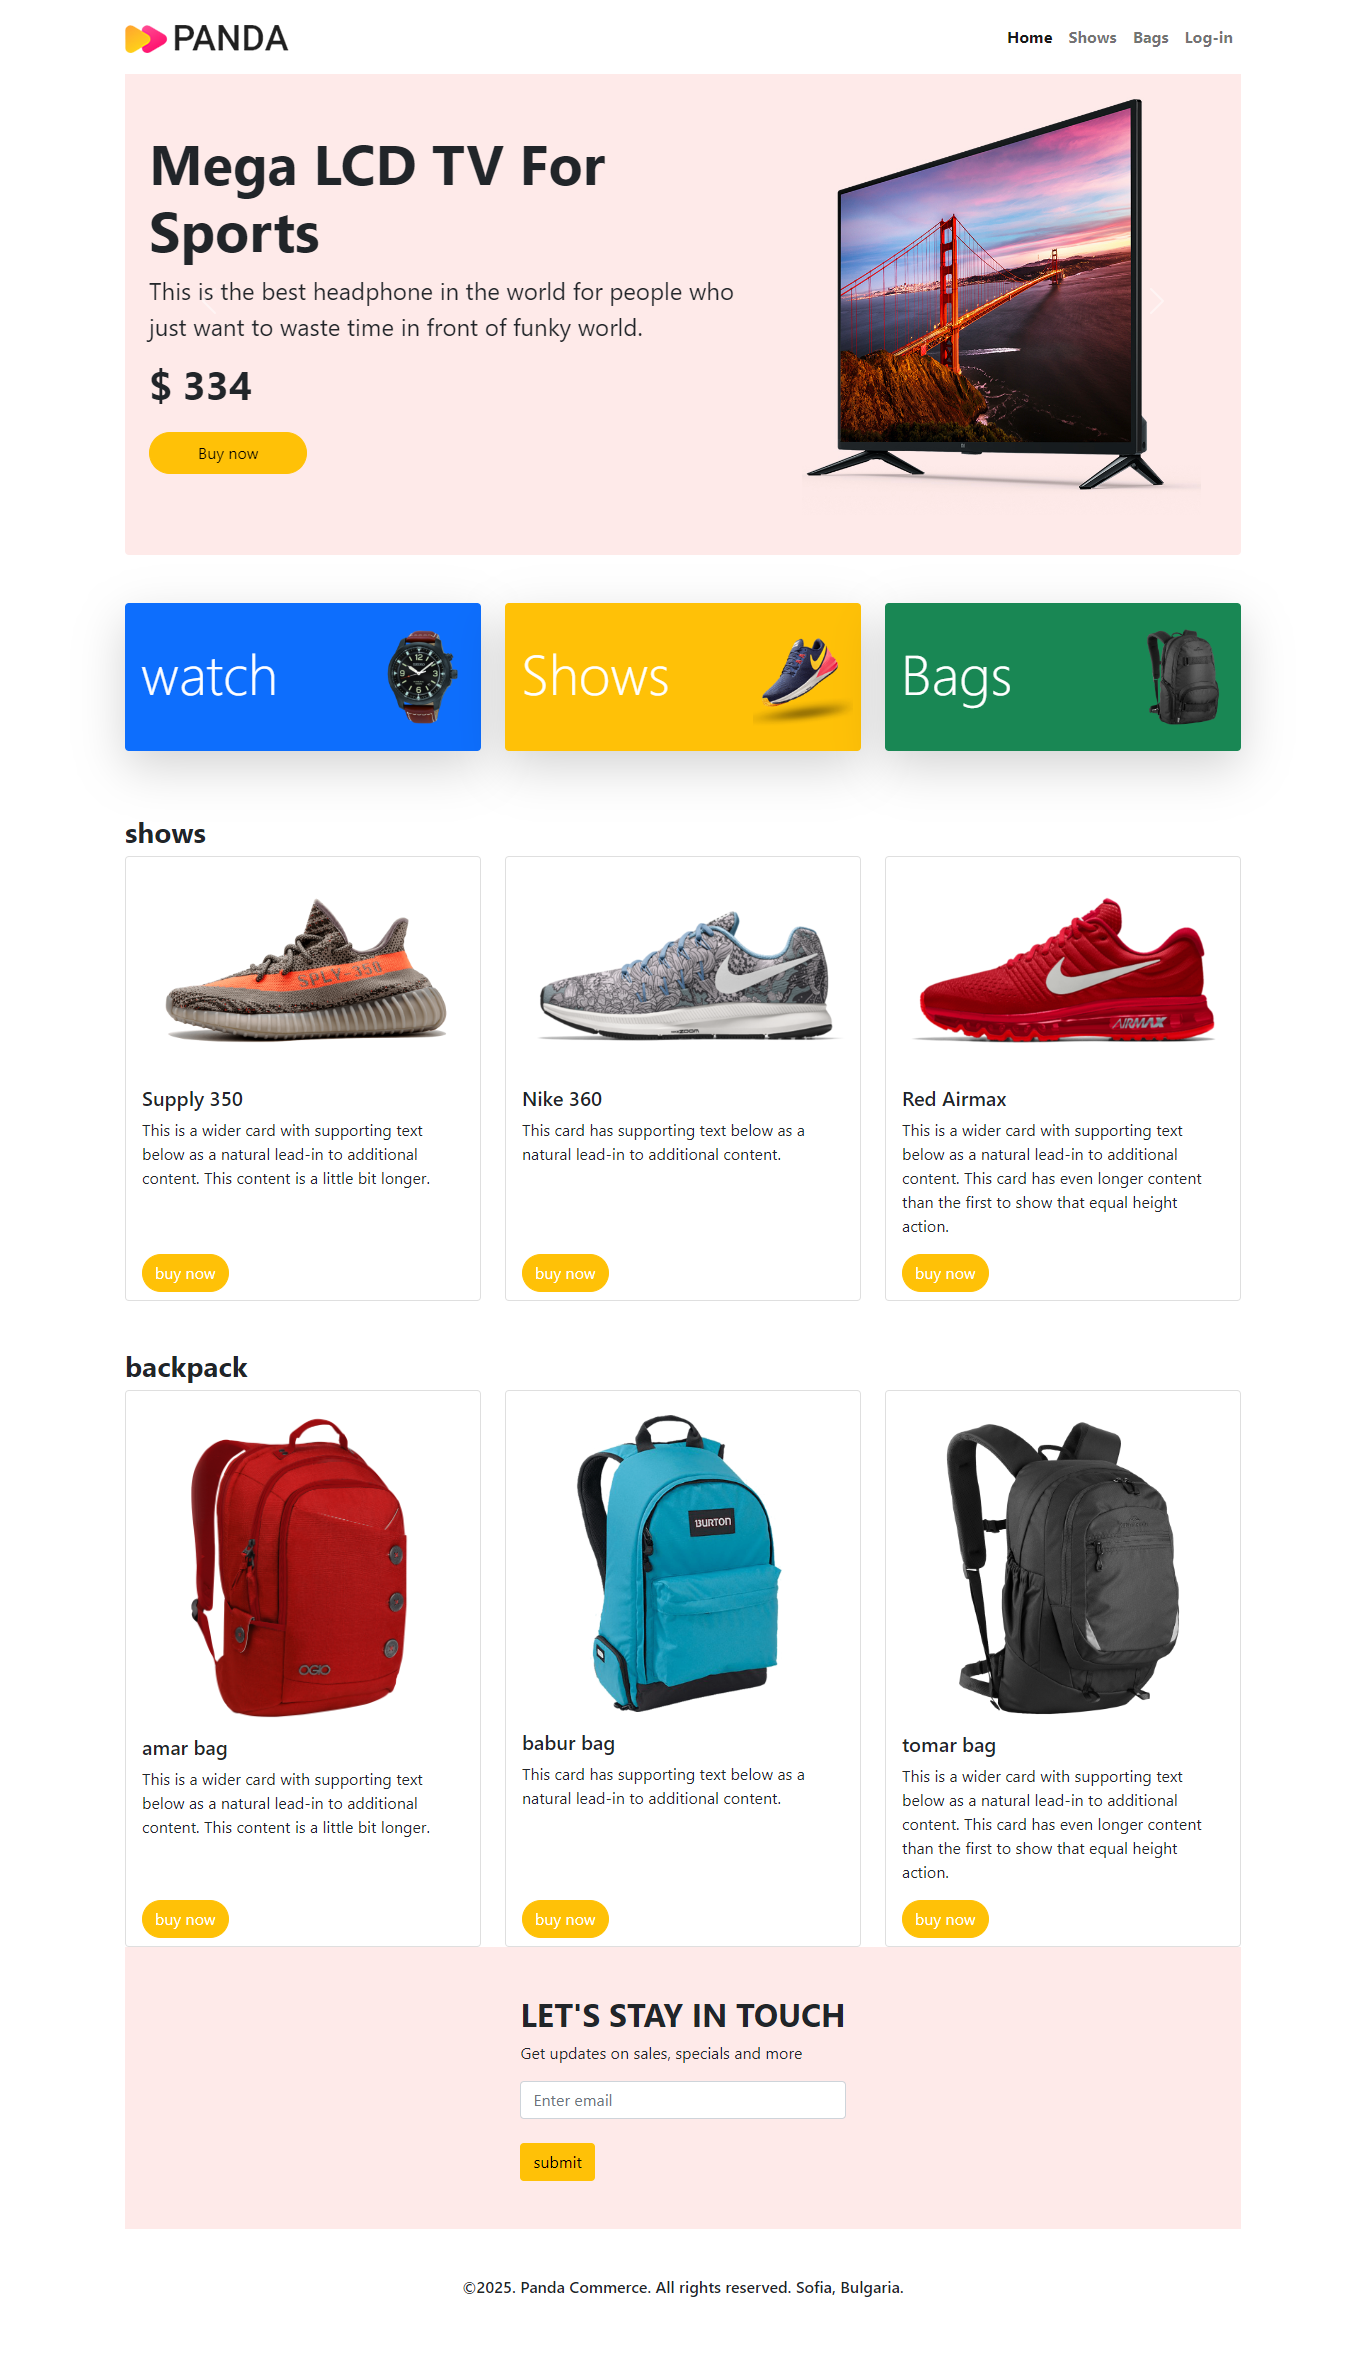 PANDA
Home Shows Bags Log-in
Mega LCD TV For
Sports
This is the best headphone in the world for people who
just want to waste time in front of funky world.
$ 334
Buy now
watch
Shows
Bags
shows
SPLY 350
AIRMAX
Supply 350
This is a wider card with supporting text
below as a natural lead-in to additional
content. This content is a little bit longer.
buy now
ZOOM
Nike 360
This card has supporting text below as a
natural lead-in to additional content.
buy now
Red Airmax
This is a wider card with supporting text
below as a natural lead-in to additional
content. This card has even longer content
than the first to show that equal height
action.
buy now
backpack
OGIO
amar bag
This is a wider card with supporting text
below as a natural lead-in to additional
content. This content is a little bit longer.
buy now
BURTON
babur bag
This card has supporting text below as a
natural lead-in to additional content.
buy now
tomar bag
This is a wider card with supporting text
below as a natural lead-in to additional
content. This card has even longer content
than the first to show that equal height
action.
buy now
LET'S STAY IN TOUCH
Get updates on sales, specials and more
Enter email
submit
©2025. Panda Commerce. All rights reserved. Sofia, Bulgaria.